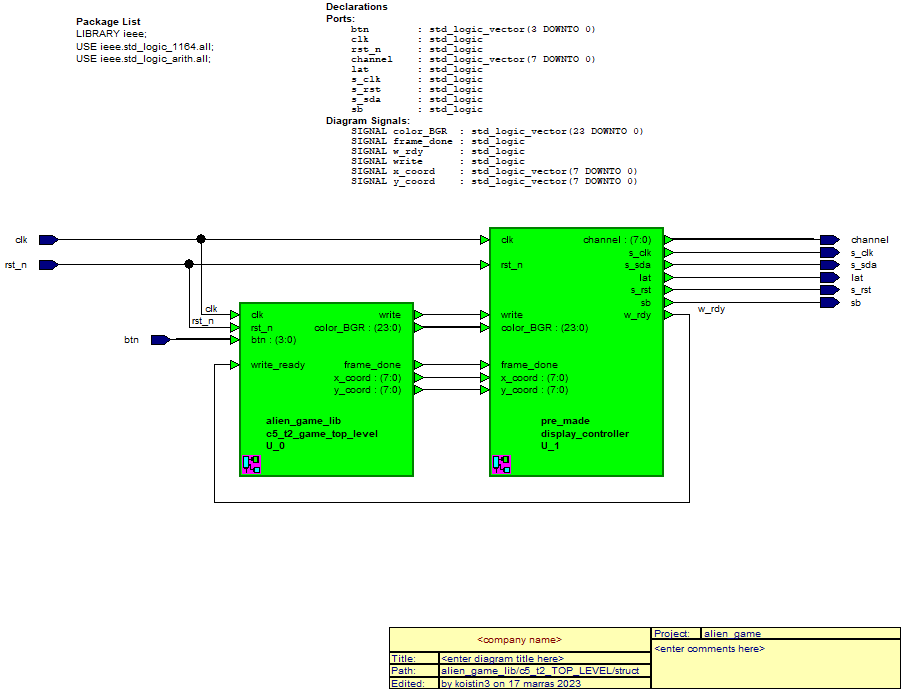 Package List
LIBRARY ieee;
USE ieee.std_logic_1164.all;
USE ieee.std_logic_arith.all;
Declarations
Ports:
btn : std_logic_vector(3 DOWNTO 0)
clk : std_logic
rst_n : std_logic
channel : std_logic_vector(7 DOWNTO 0)
lat : std_logic
s_clk : std_logic
s_rst : std_logic
s_sda : std_logic
sb : std_logic
Diagram Signals:
SIGNAL color_BGR : std_logic_vector(23 DOWNTO 0)
SIGNAL frame_done : std_logic
SIGNAL w_rdy : std_logic
SIGNAL write : std_logic
SIGNAL x_coord : std_logic_vector(7 DOWNTO 0)
SIGNAL y_coord : std_logic_vector(7 DOWNTO 0)
clk
rst_n
btn
clk
rst_n
clk write
rst_n color_BGR : (23:0)
btn : (3:0)
write_ready frame_done
x_coord : (7:0)
y_coord : (7:0)
alien_game_lib
c5_t2_game_top_level
U_0
clk channel : (7:0)
s_clk
rst_n s_sda
lat
s_rst
sb
write w_rdy
color_BGR : (23:0)
frame_done
x_coord : (7:0)
y_coord : (7:0)
pre_made
display_controller
U_1
w_rdy
channel
s_clk
s_sda
lat
s_rst
sb
<company name>
Title: <enter diagram title here>
Path: alien_game_lib/c5_t2_TOP_LEVEL/struct
Edited: by koistin3 on 17 marras 2023
Project: alien_game
<enter comments here>